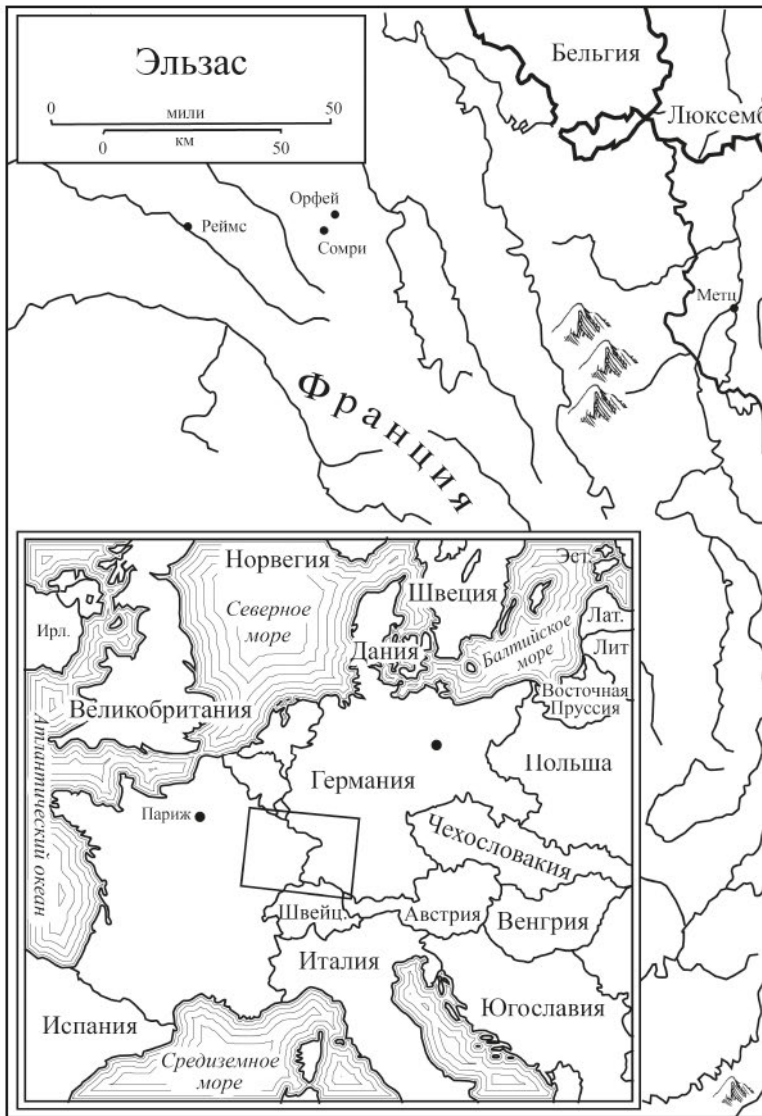 Эльзас
0 50
мили
км
0 50
Бельгия
Люксемб
Орфей
Реймс
Сомри
Метц
Франция
Норвегия
Швеция
Эст.
Северное
море
Ирл.
Лат.
Дания
Балтийское
море
Лит
Восточная
Пруссия
Великобритания
Атлантический океан
Германия
Польша
Париж
Чехословакия
Швейц.
Австрия
Венгрия
Италия
Югославия
Испания
Средиземное
море